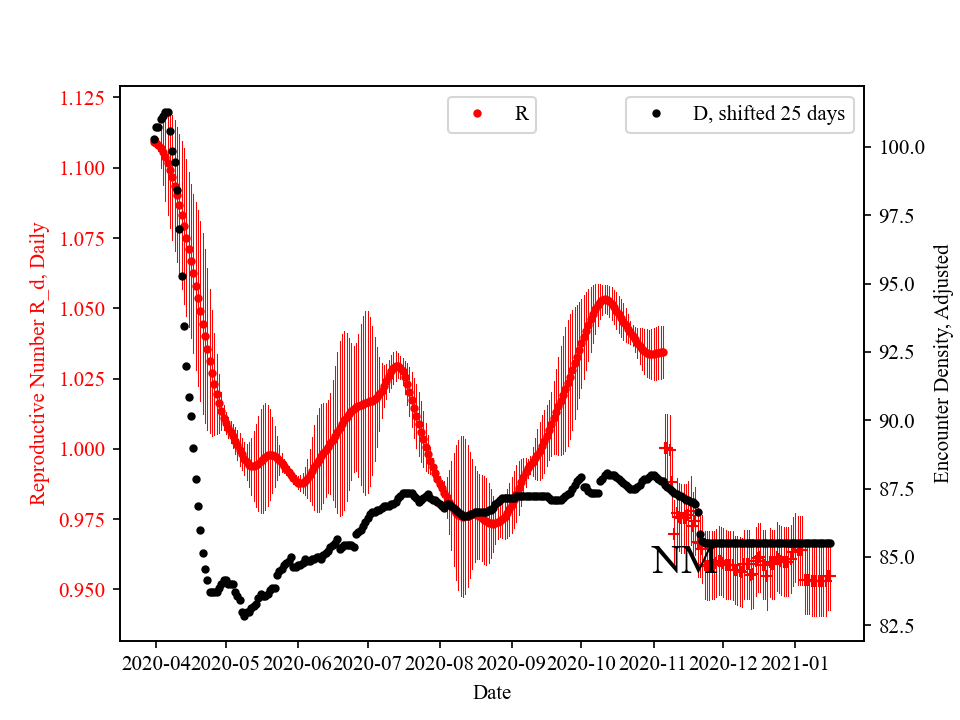 R
D, shifted 25 days
1.125
1.100
1.075
1.050
1.025
1.000
0.975
0.950
Reproductive Number R_d, Daily
100.0
97.5
95.0
92.5
90.0
87.5
85.0
82.5
Encounter Density, Adjusted
NM
2020-04 2020-05 2020-06 2020-07 2020-08 2020-09 2020-10 2020-11 2020-12 2021-01
Date